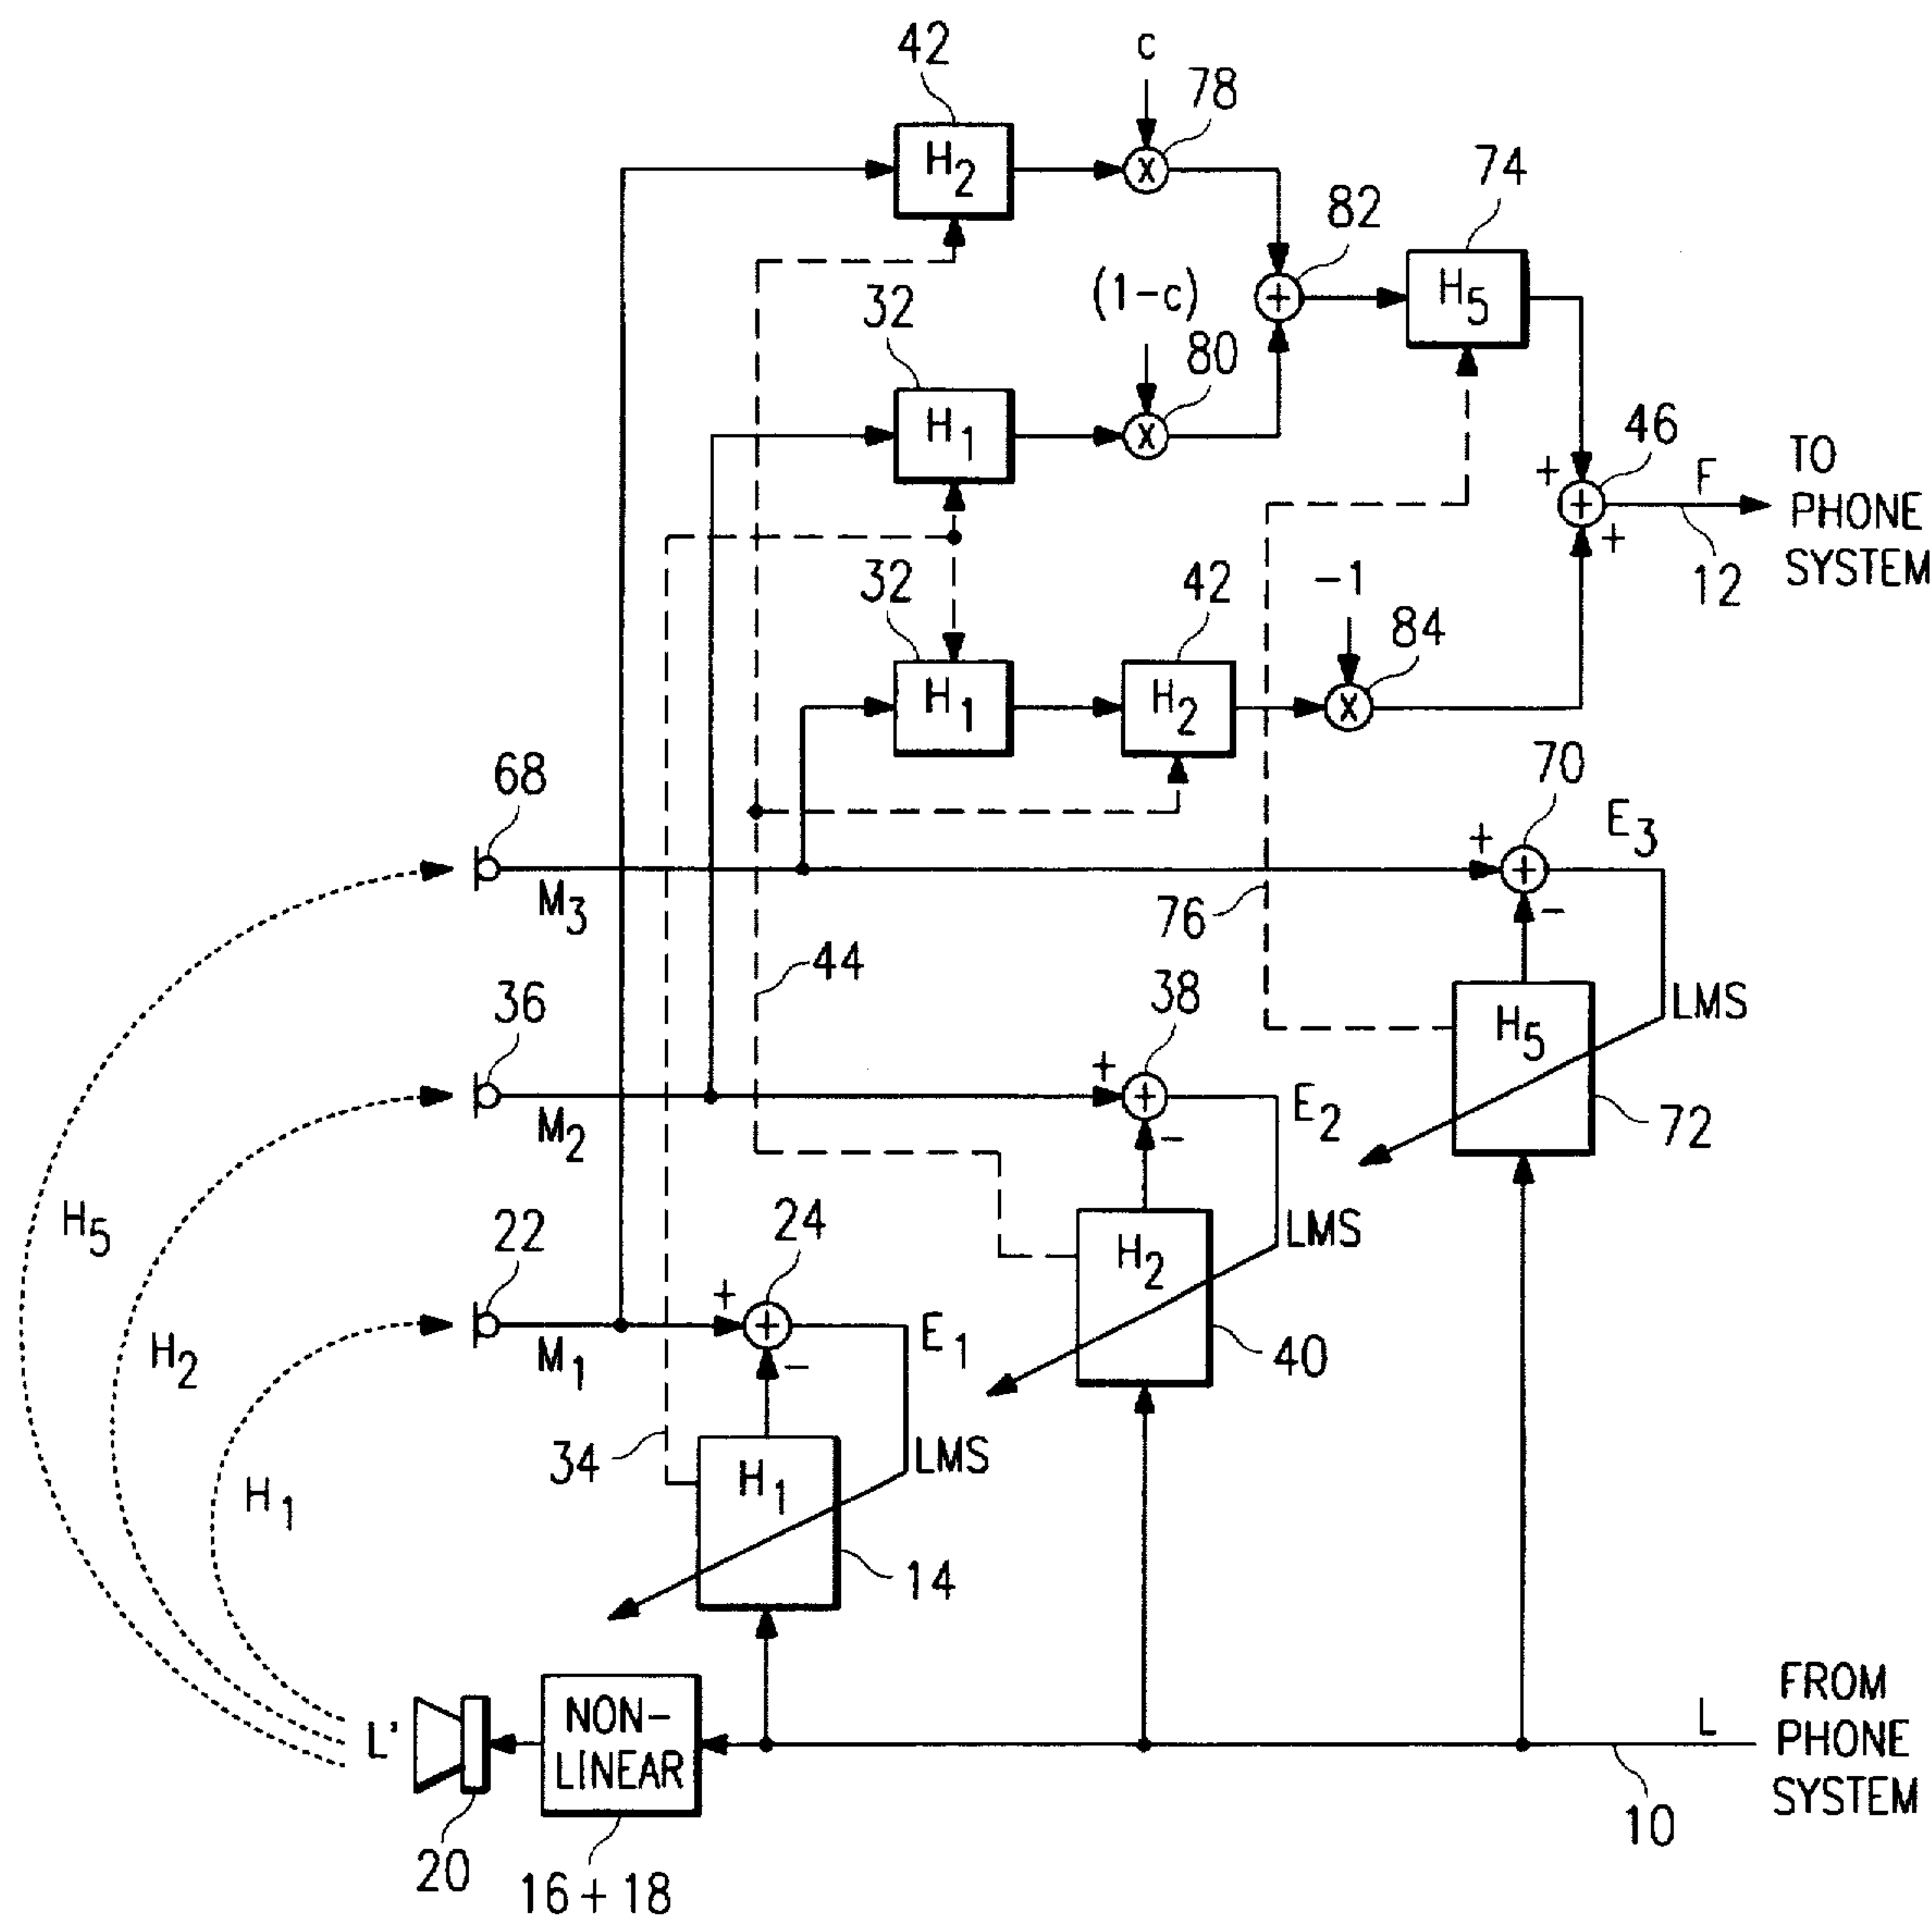 42
c
78
H2
X
74
82
H5
+
(1-c)
32
80
H1
X
46
+
F
+
+
TO
PHONE
SYSTEM
12
32
42
-1
84
H1
H2
X
68
70
E3
+
+
M3
-
76
LMS
44
38
36
H5
+
+
E2
M2
-
72
H5
22
24
LMS
H2
+
+
E1
H2
M1
-
40
34
LMS
H1
H1
14
L'
NON-
LINEAR
L
FROM
PHONE
SYSTEM
10
20
16+18